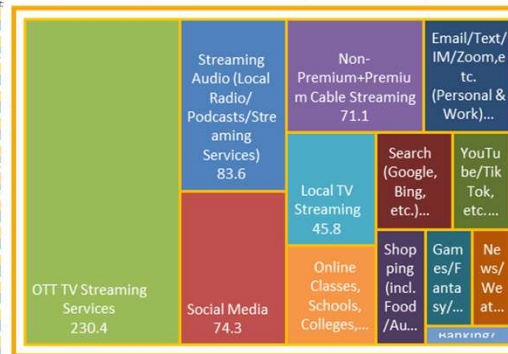 OTT TV Streaming
Services
230.4
Streaming
Audio (Local
Radio/
Podcasts/Stre
aming
Services)
83.6
Social Media
74.3
Non-
Premium+Premiu
m Cable Streaming
71.1
Local TV
Streaming
45.8
Online
Classes,
Schools,
Colleges,...
Email/Text/
IM/Zoom,e
tc.
(Personal &
Work)...
Search
(Google,
Bing,
etc.)...
YouTu
be/Tik
Tok,
etc....
Shop
ping
(incl.
Food
/Au...
Gam
es/F
anta
sy/...
Ne
ws/
We
at...
Banking/